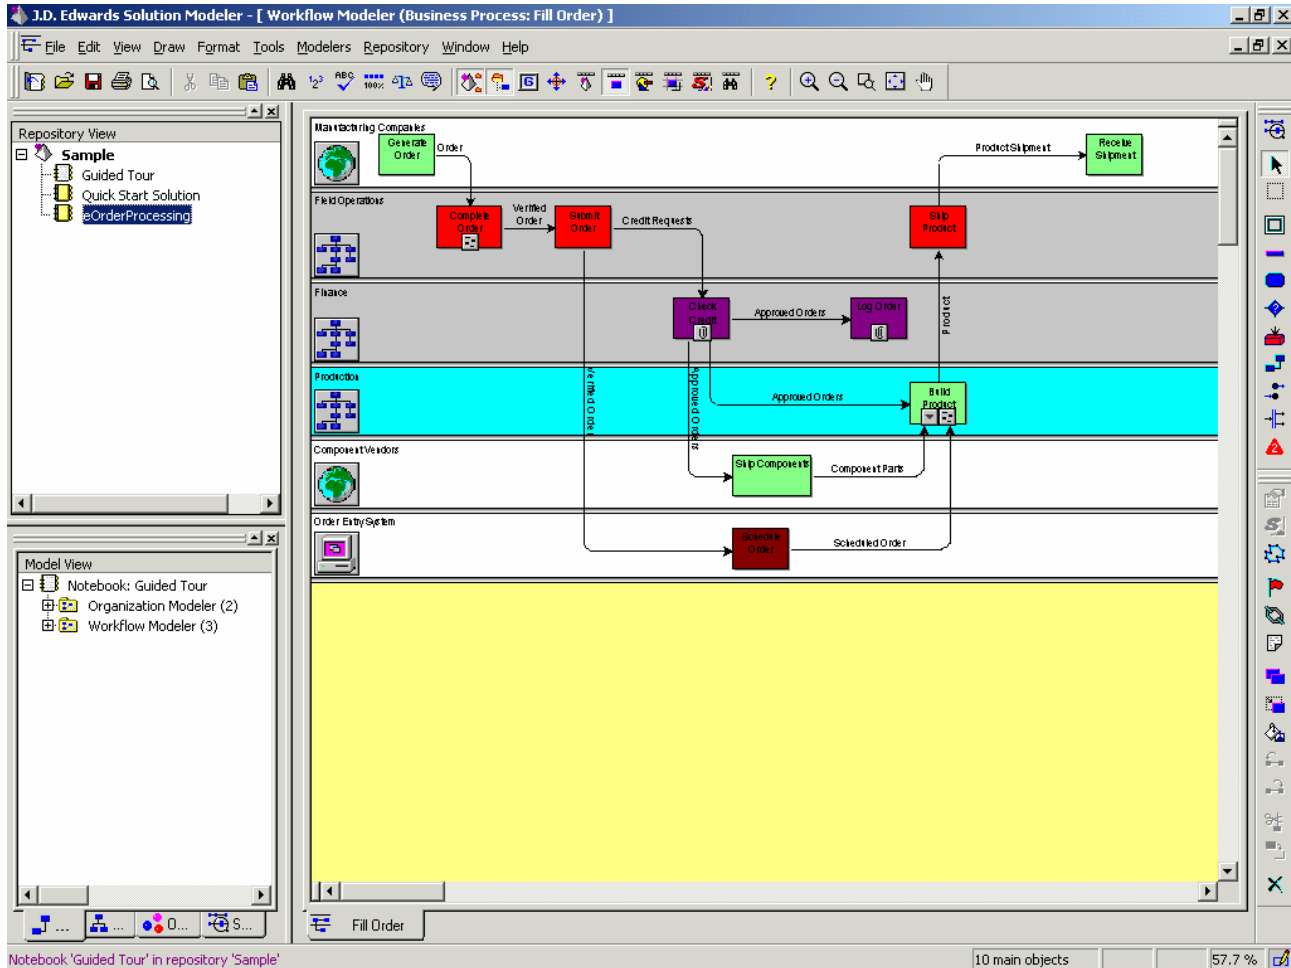 J.D. Edwards Solution Modeler - [ Workflow Modeler (Business Process: Fill Order) ]
File Edit View Draw Format Tools Modelers Repository Window Help
Repository View
Sample
Guided Tour
Quick Start Solution
eOrderProcessing
Model View
Notebook: Guided Tour
Organization Modeler (2)
Workflow Modeler (3)
... ... O... S...
Manufacturing Companies
Generate
Order
Order
Product Shipment
Receive
Shipment
Field Operations
Complete
Order
Verified
Order
Submit
Order
Credit Requests
Ship
Product
Finance
Check
Credit
Approved Orders
Log Order
Product
Production
Verified Order
Approved Orders
Approved Orders
Build
Product
Component Vendors
Ship Components
Component Parts
Order Entry System
Schedule
Order
Scheduled Order
Fill Order
Notebook 'Guided Tour' in repository 'Sample'
10 main objects
57.7 %